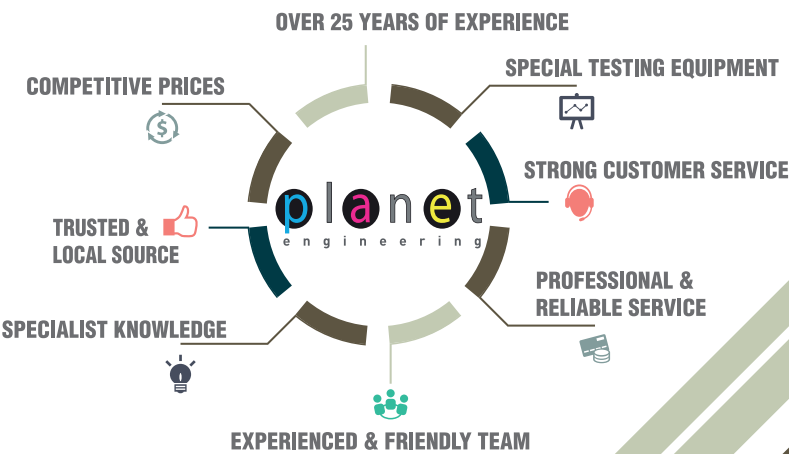 OVER 25 YEARS OF EXPERIENCE
COMPETITIVE PRICES
SPECIAL TESTING EQUIPMENT
$
STRONG CUSTOMER SERVICE
planet
engineering
TRUSTED &
LOCAL SOURCE
PROFESSIONAL &
RELIABLE SERVICE
SPECIALIST KNOWLEDGE
EXPERIENCED & FRIENDLY TEAM